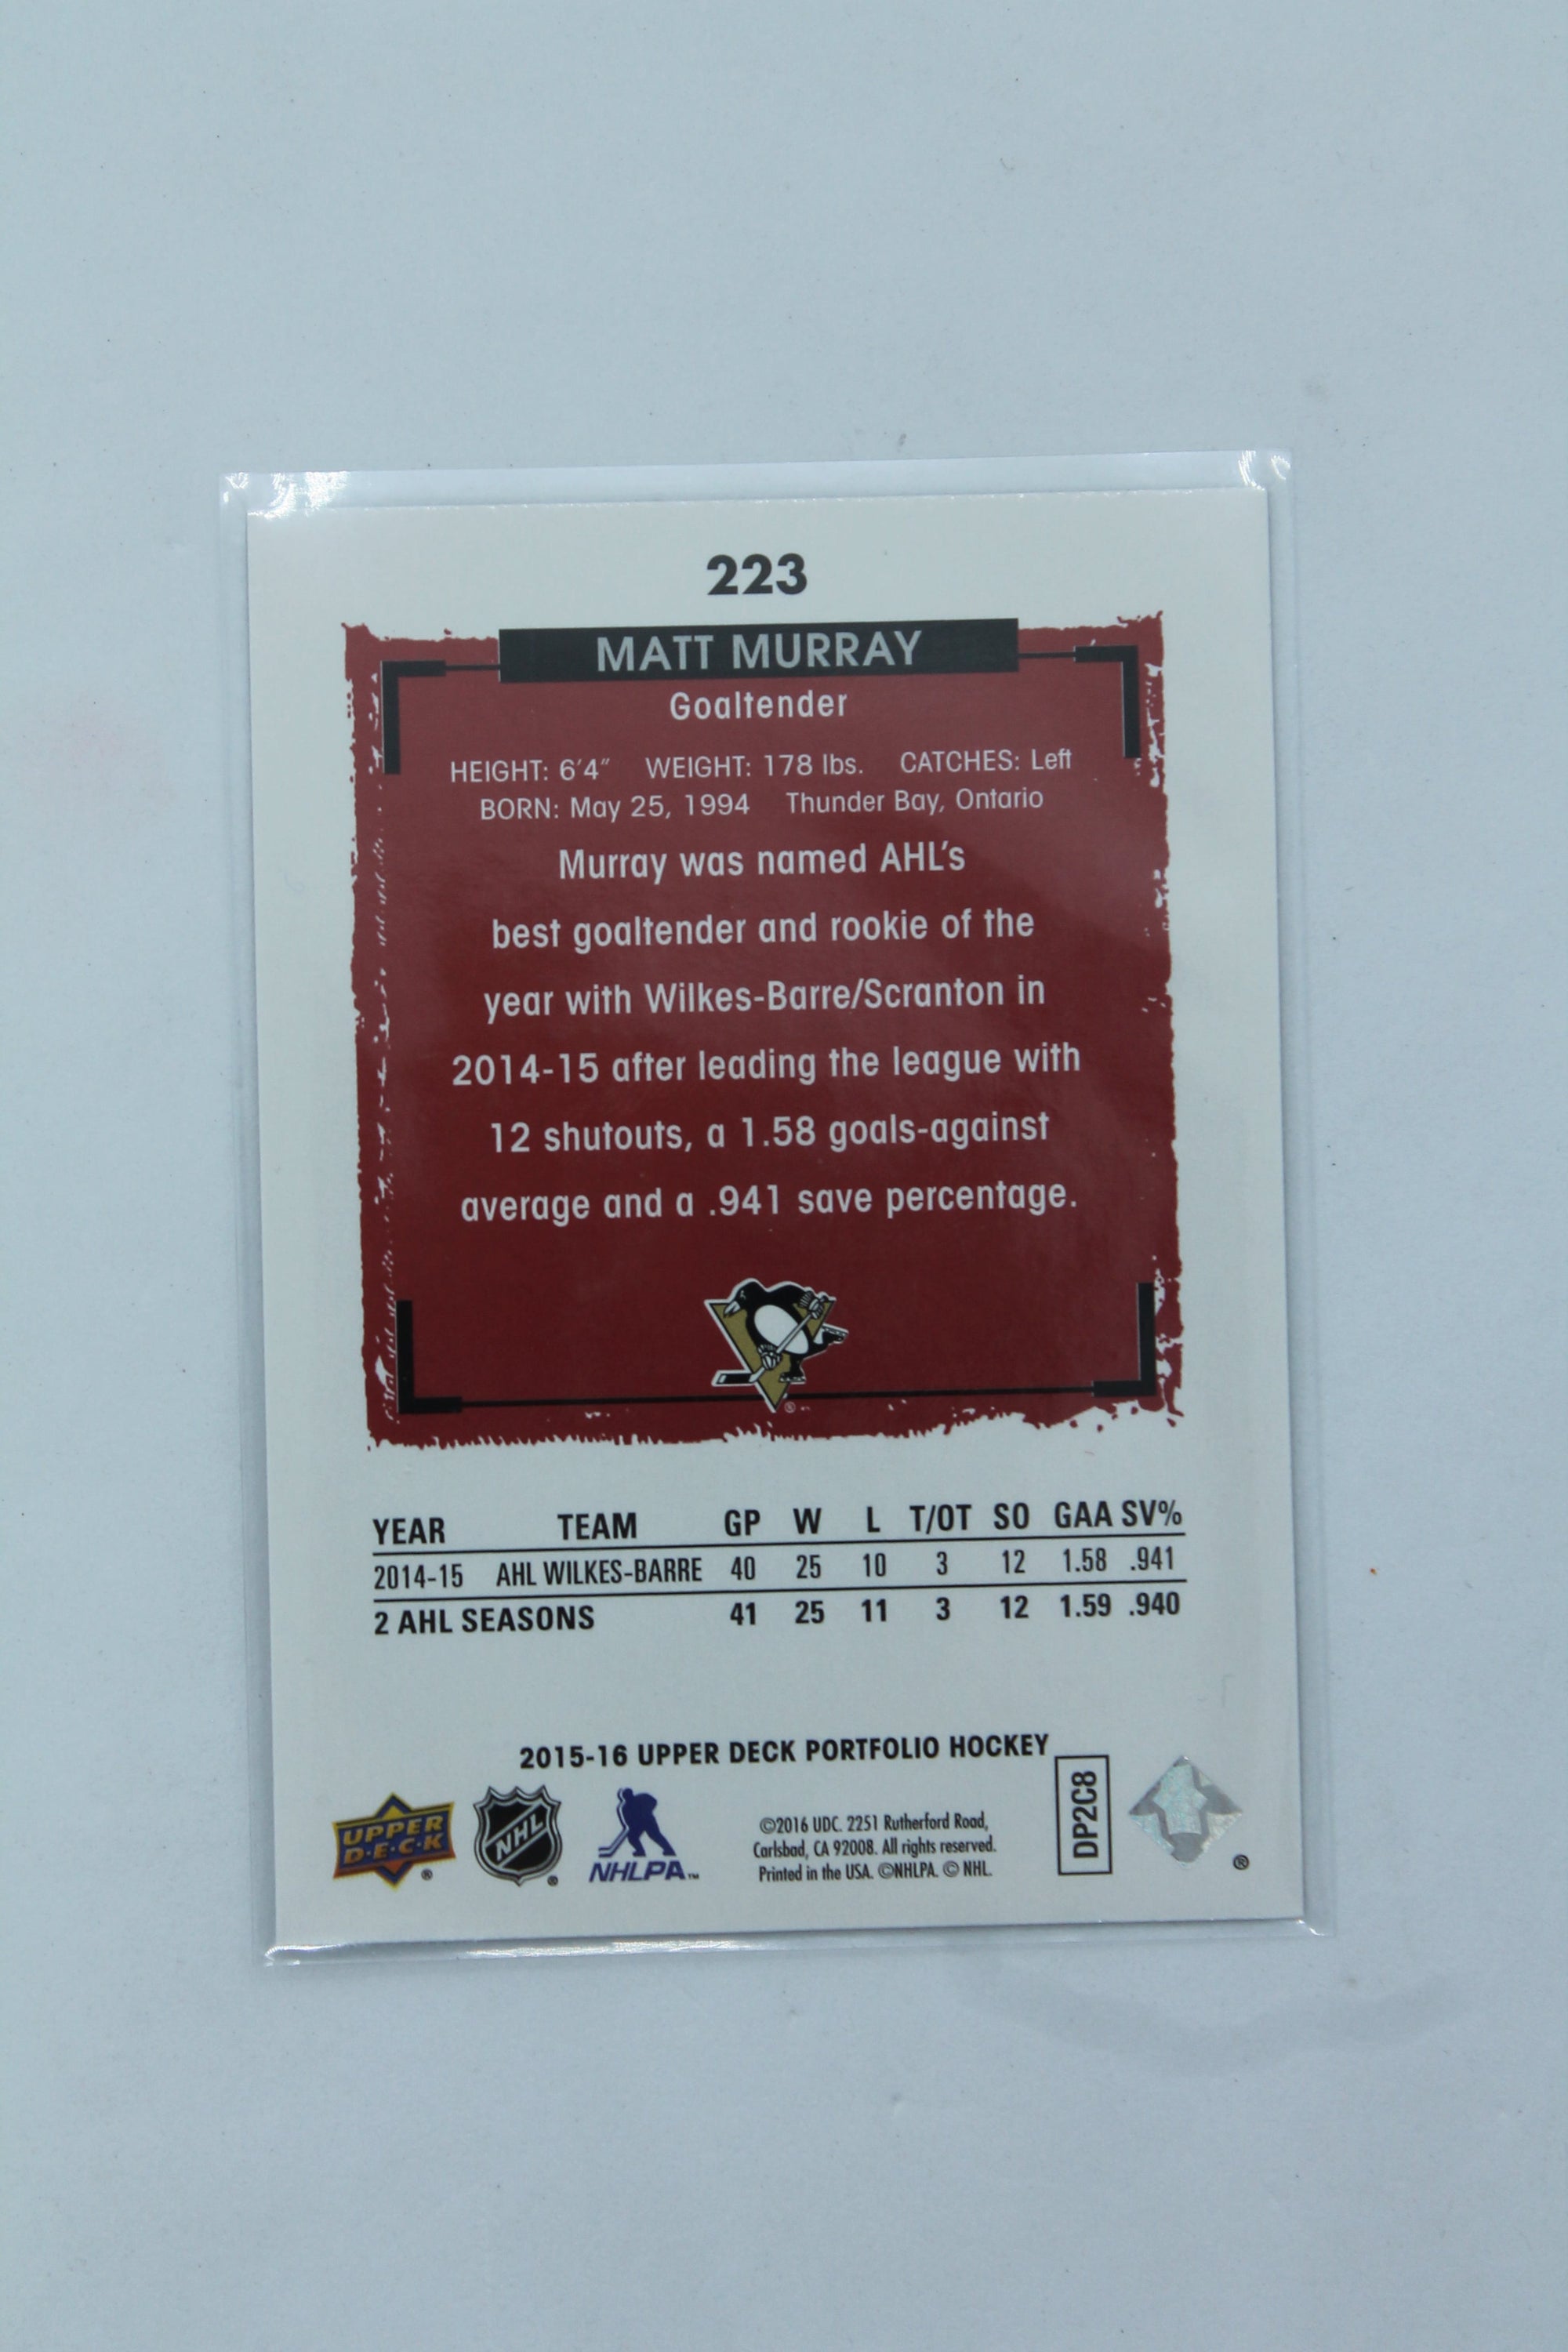 223
MATT MURRAY
Goaltender
HEIGHT: 6'4" WEIGHT: 178 lbs. CATCHES: Left
BORN: May 25, 1994 Thunder Bay, Ontario
Murray was named AHL's
best goaltender and rookie of the
year with Wilkes-Barre/Scranton in
2014-15 after leading the league with
12 shutouts, a 1.58 goals-against
average and a .941 save percentage.
®
YEAR TEAM GP W L T/OT SO GAA SV%
2014-15 AHL WILKES-BARRE 40 25 10 3 12 1.58 .941
2 AHL SEASONS 41 25 11 3 12 1.59 .940
2015-16 UPPER DECK PORTFOLIO HOCKEY
UPPER
D·E·C·K ®
NHL ®
NHLPA™
©2016 UDC. 2251 Rutherford Road,
Carlsbad, CA 92008. All rights reserved.
Printed in the USA. ©NHLPA. © NHL.
DP2C8
®